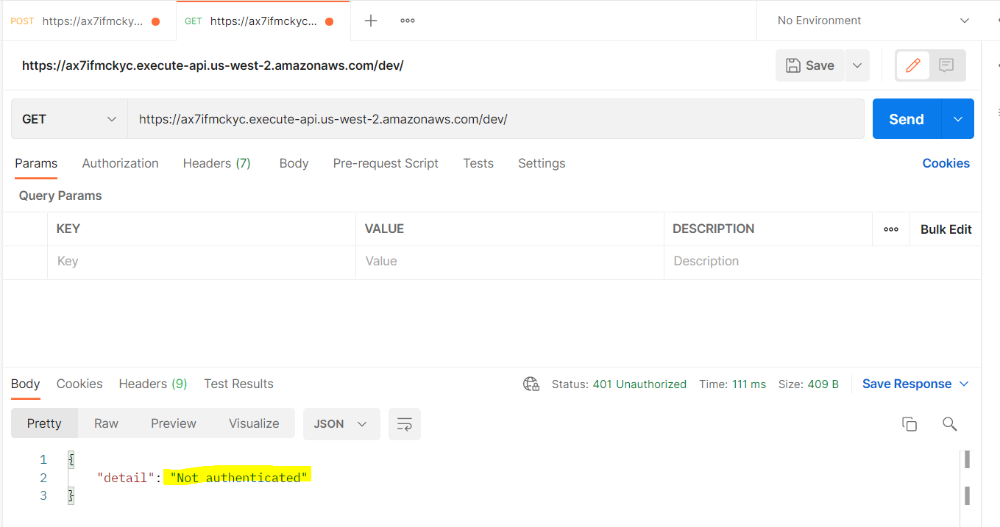 POST https://ax7ifmcky... GET https://ax7ifmckyc... No Environment
https://ax7ifmckyc.execute-api.us-west-2.amazonaws.com/dev/ Save
GET https://ax7ifmckyc.execute-api.us-west-2.amazonaws.com/dev/ Send
Params Authorization Headers (7) Body Pre-request Script Tests Settings Cookies
Query Params
KEY VALUE DESCRIPTION Bulk Edit
Key Value Description
Body Cookies Headers (9) Test Results Status: 401 Unauthorized Time: 111 ms Size: 409 B Save Response
Pretty Raw Preview Visualize JSON
1 {
2 "detail": "Not authenticated"
3 }